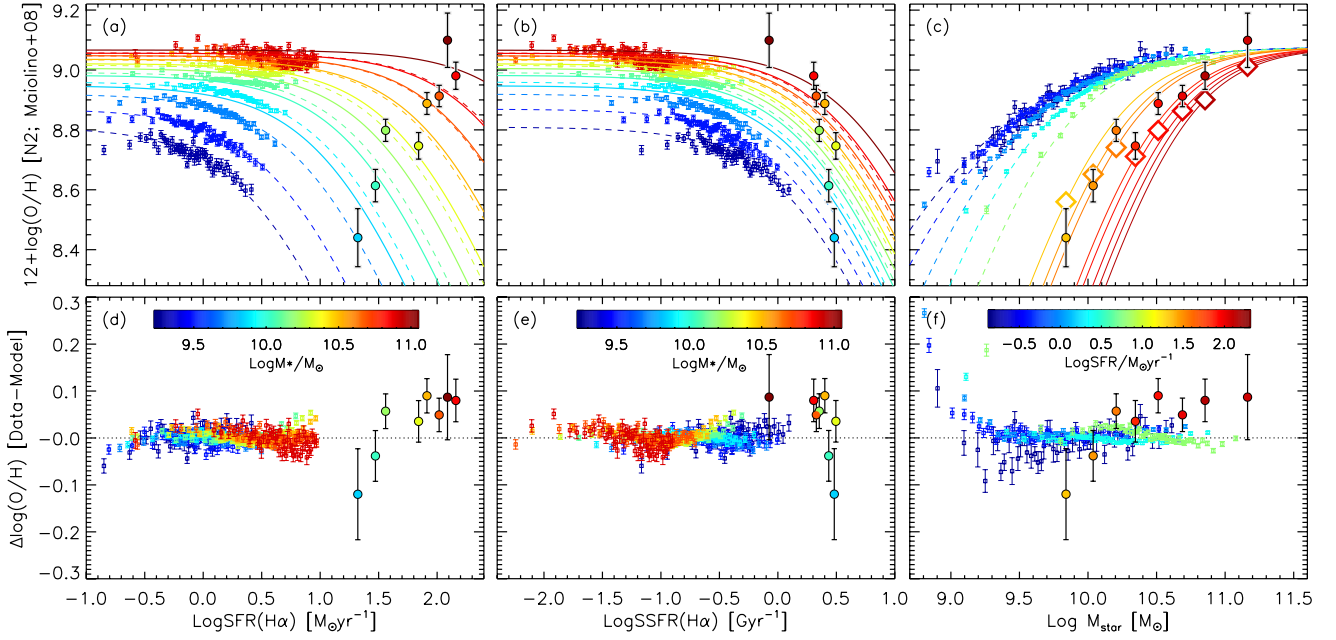 12+log(O/H) [N2; Maiolino+08]
9.2
9.0
8.8
8.6
8.4
(a)
(b)
(c)
Δlog(O/H) [Data-Model]
0.3
0.2
0.1
-0.0
-0.1
-0.2
-0.3
(d)
9.5 10.0 10.5 11.0
LogM*/M⊙
(e)
9.5 10.0 10.5 11.0
LogM*/M⊙
(f)
-0.5 0.0 0.5 1.0 1.5 2.0
LogSFR/M⊙yr⁻¹
-1.0 -0.5 0.0 0.5 1.0 1.5 2.0
LogSFR(Hα) [M⊙yr⁻¹]
-2.0 -1.5 -1.0 -0.5 0.0 0.5 1.0
LogSSFR(Hα) [Gyr⁻¹]
9.0 9.5 10.0 10.5 11.0 11.5
Log Mstar [M⊙]